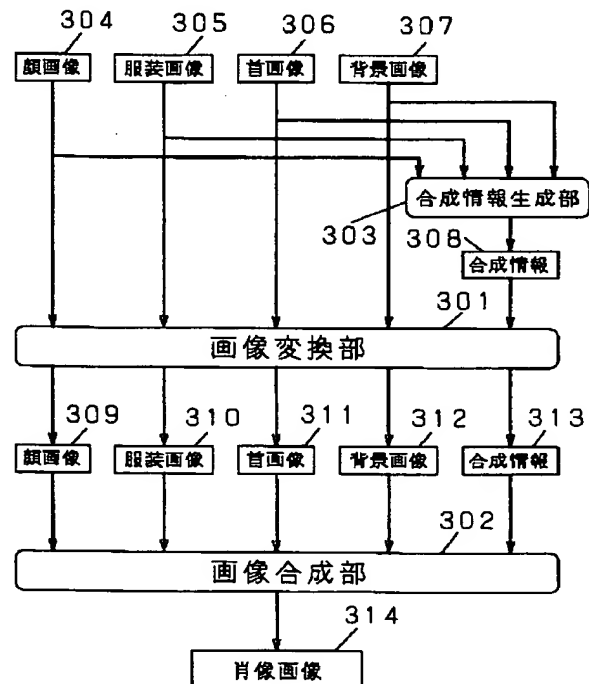 304 305 306 307
顔画像 服装画像 首画像 背景画像
合成情報生成部
303 308
合成情報
301
画像変換部
309 310 311 312 313
顔画像 服装画像 首画像 背景画像 合成情報
302
画像合成部
314
肖像画像